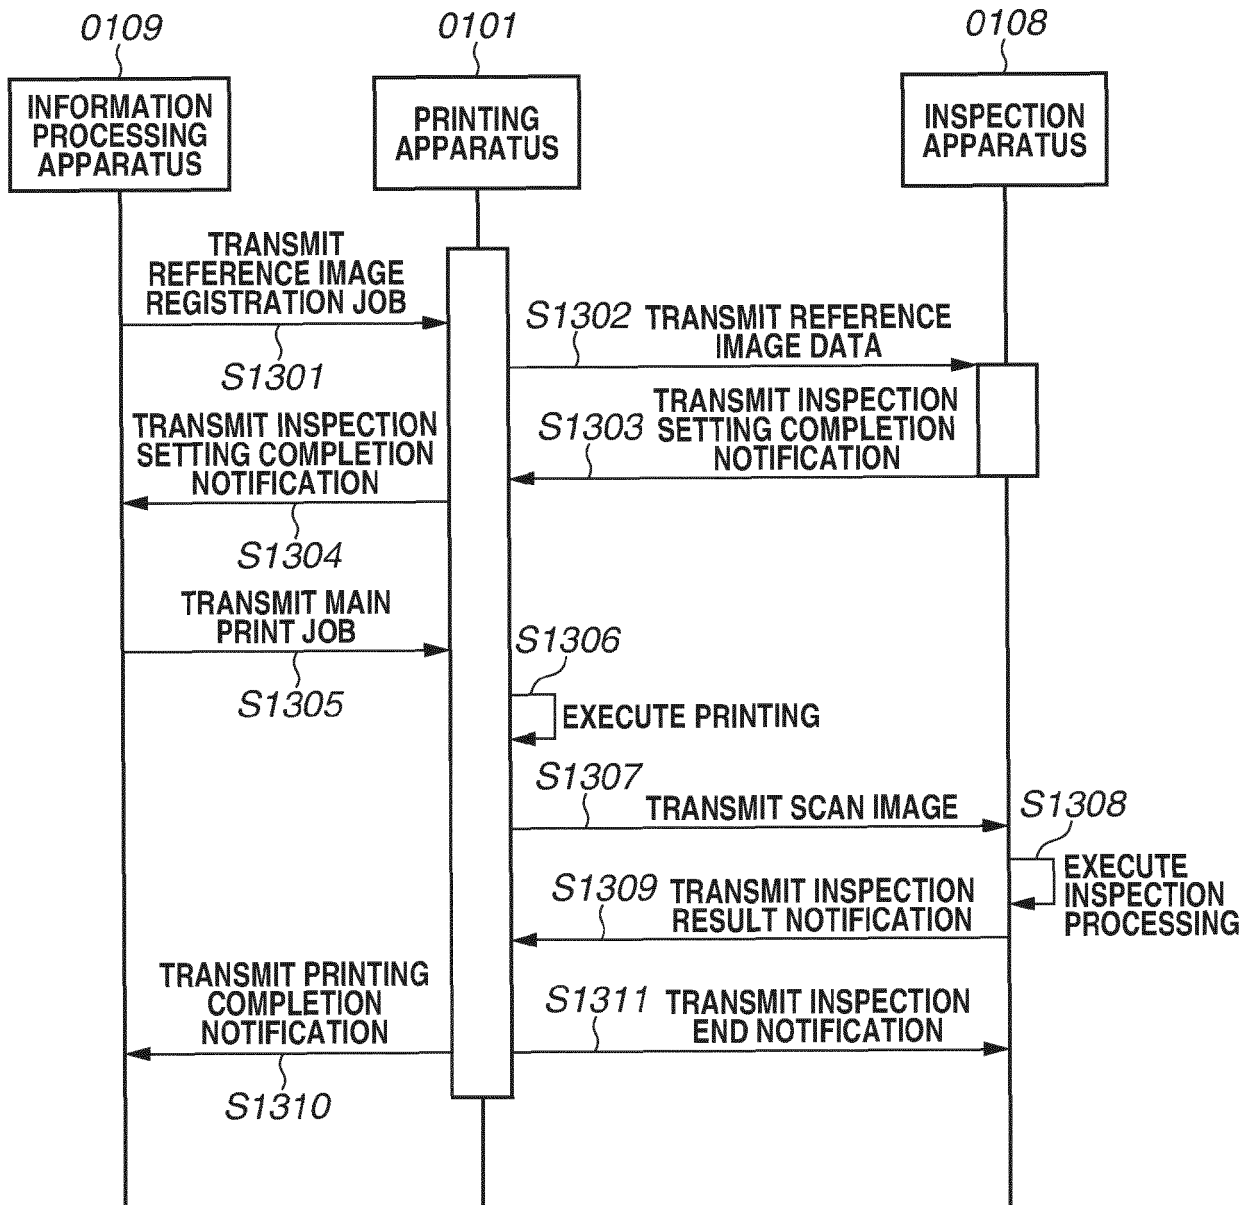 0109
0101
0108
INFORMATION
PROCESSING
APPARATUS
PRINTING
APPARATUS
INSPECTION
APPARATUS
TRANSMIT
REFERENCE IMAGE
REGISTRATION JOB
S1301
S1302
TRANSMIT REFERENCE
IMAGE DATA
S1303
TRANSMIT INSPECTION
SETTING COMPLETION
NOTIFICATION
TRANSMIT INSPECTION
SETTING COMPLETION
NOTIFICATION
S1304
TRANSMIT MAIN
PRINT JOB
S1305
S1306
EXECUTE PRINTING
S1307
TRANSMIT SCAN IMAGE
S1308
EXECUTE
INSPECTION
PROCESSING
S1309
TRANSMIT INSPECTION
RESULT NOTIFICATION
TRANSMIT PRINTING
COMPLETION
NOTIFICATION
S1310
S1311
TRANSMIT INSPECTION
END NOTIFICATION